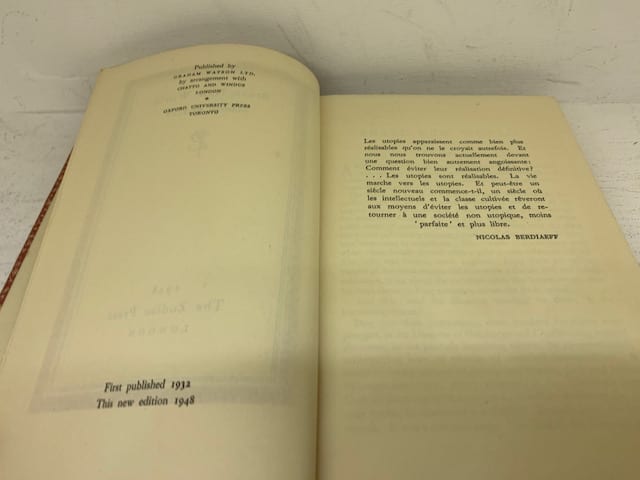 Published by
GRAHAM WATSON LTD.
by arrangement with
CHATTO AND WINDUS
LONDON
*
OXFORD UNIVERSITY PRESS
TORONTO
1948
The Zodiac Press
LONDON
First published 1932
This new edition 1948
Les utopies apparaissent comme bien plus
réalisables qu'on ne le croyait autrefois. Et
nous nous trouvons actuellement devant
une question bien autrement angoissante:
Comment éviter leur réalisation définitive?
. . . Les utopies sont réalisables. La vie
marche vers les utopies. Et peut-être un
siècle nouveau commence-t-il, un siècle où
les intellectuels et la classe cultivée rêveront
aux moyens d'éviter les utopies et de re-
tourner à une société non utopique, moins
'parfaite' et plus libre.
NICOLAS BERDIAEFF